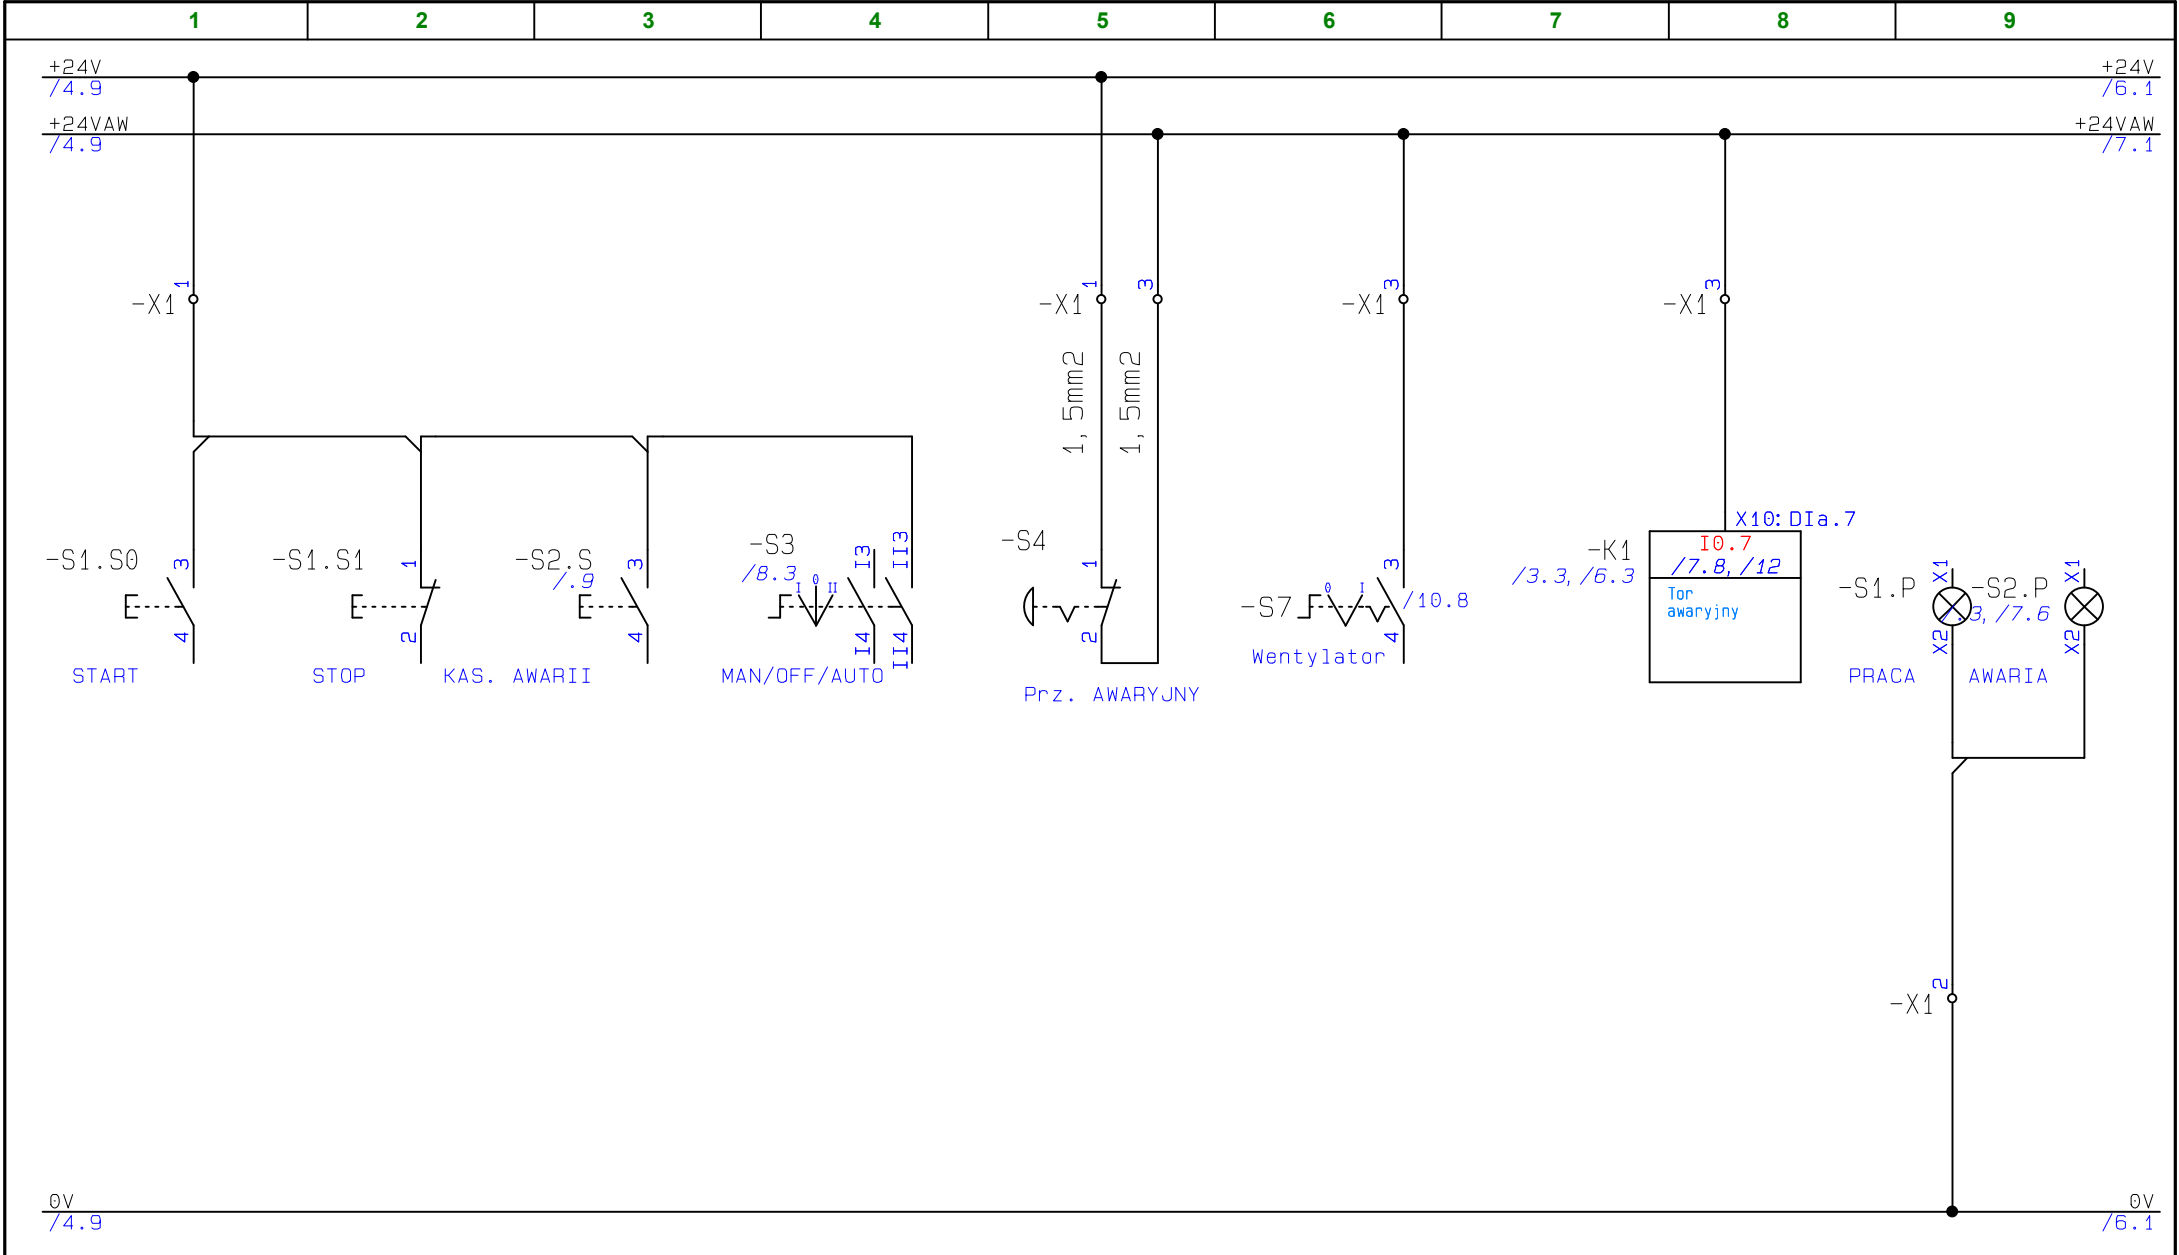 1 2 3 4 5 6 7 8 9
+24V +24V
/4.9 /6.1
+24VAW +24VAW
/4.9 /7.1
1 1 3 3 3
-X1 -X1 -X1 -X1
1,5mm2 1,5mm2
X10:DIa.7
-S1.S0 3 4
START
-S1.S1 1 2
STOP
-S2.S 3 4
/.9
KAS. AWARII
-S3 I3 II3
/8.3
I 0 II
I4 II4
MAN/OFF/AUTO
-S4 1 2
Prz. AWARYJNY
-S7 0 I 3 4
/10.8
Wentylator
-K1 I0.7
/3.3,/6.3 /7.8,/12
Tor
awaryjny
-S1.P X1 X2
PRACA
-S2.P X1 X2
3,/7.6
AWARIA
2
-X1
0V 0V
/4.9 /6.1